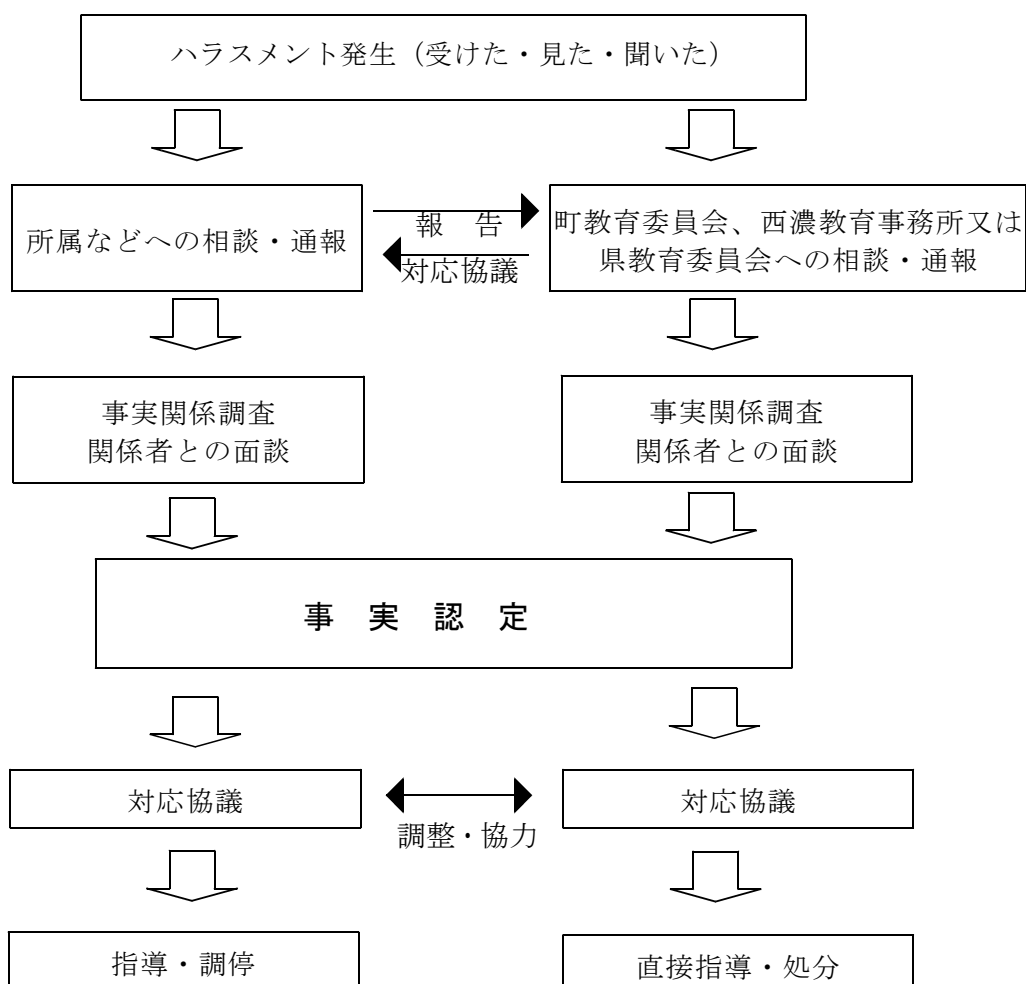 ハラスメント発生（受けた・見た・聞いた）
所属などへの相談・通報
報　告
対応協議
町教育委員会、西濃教育事務所又は
県教育委員会への相談・通報
事実関係調査
関係者との面談
事実関係調査
関係者との面談
事　実　認　定
対応協議
調整・協力
対応協議
指導・調停
直接指導・処分